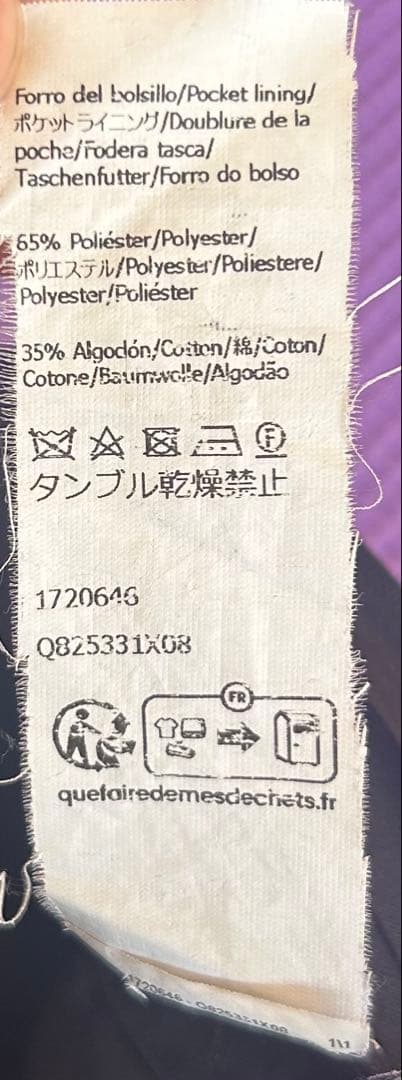 Forro del bolsillo/Pocket lining/
ポケットライニング/Doublure de la
poche/Fodera tasca/
Taschenfutter/Forro do bolso
65% Poliéster/Polyester/
ポリエステル/Polyester/Poliestere/
Polyester/Poliéster
35% Algodón/Cotton/綿/Coton/
Cotone/Baumwolle/Algodão
タンブル乾燥禁止
1720646
Q825331X08
FR
quefairedemesdechets.fr
1720646 - Q825331X08